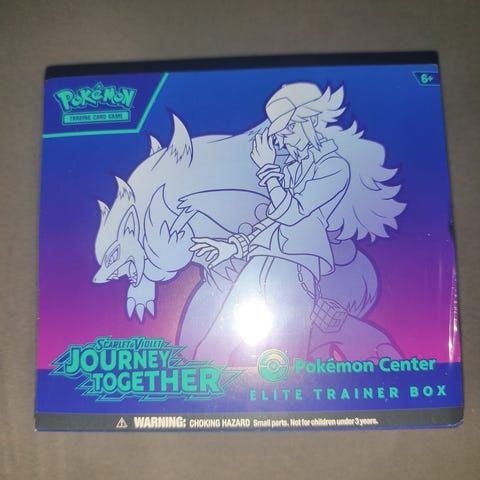 Pokémon
TRADING CARD GAME
6+
SCARLET & VIOLET
JOURNEY
TOGETHER
Pokémon Center
ELITE TRAINER BOX
⚠ WARNING: CHOKING HAZARD Small parts. Not for children under 3 years.